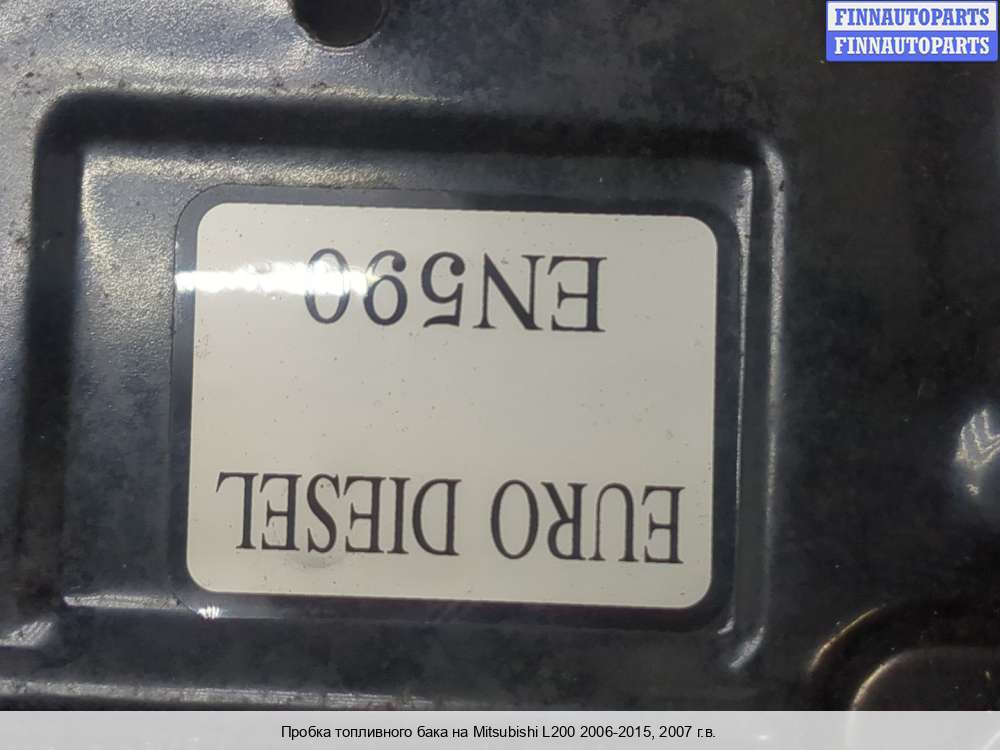 FINNAUTOPARTS
FINNAUTOPARTS
EURO DIESEL
EN590
Пробка топливного бака на Mitsubishi L200 2006-2015, 2007 г.в.